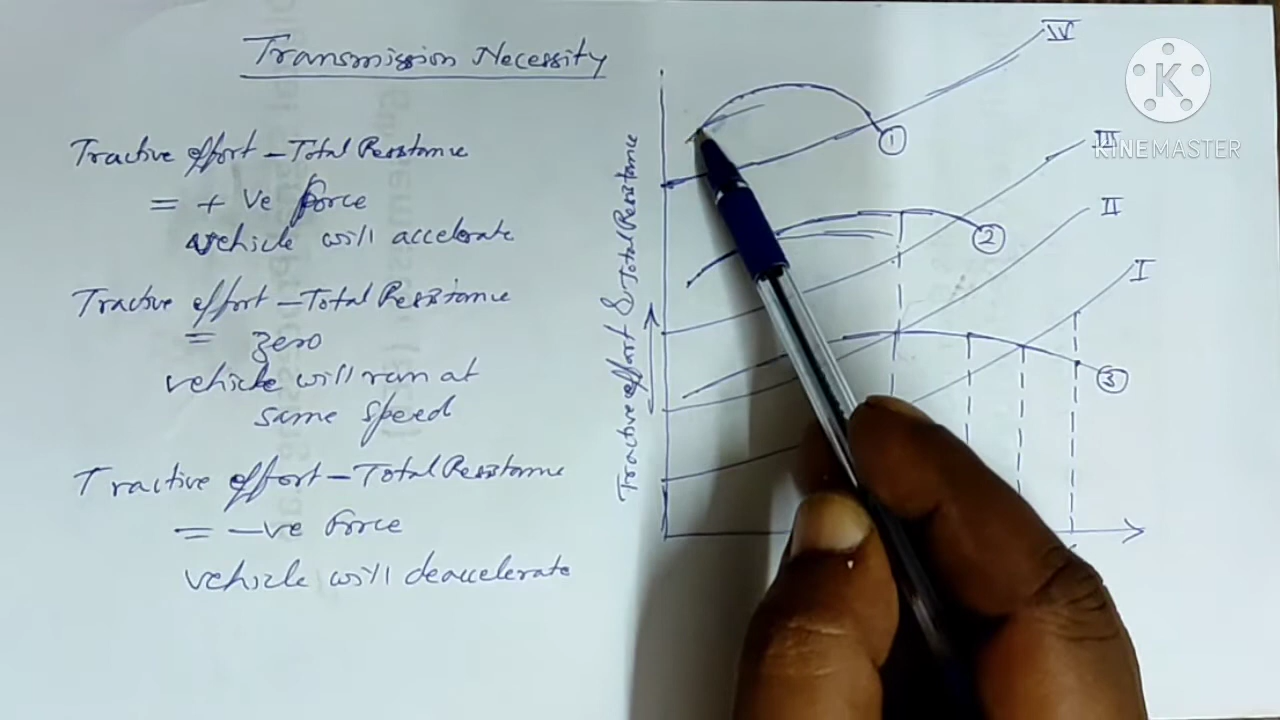 Transmission Necessity
Tractive effort – Total Resistance
= + ve force
vehicle will accelerate
Tractive effort – Total Resistance
= zero
vehicle will run at
same speed
Tractive effort – Total Resistance
= -ve force
vehicle will deaccelerate
Tractive effort & Total Resistance
IV
III
II
I
1
2
3
K
KINEMASTER